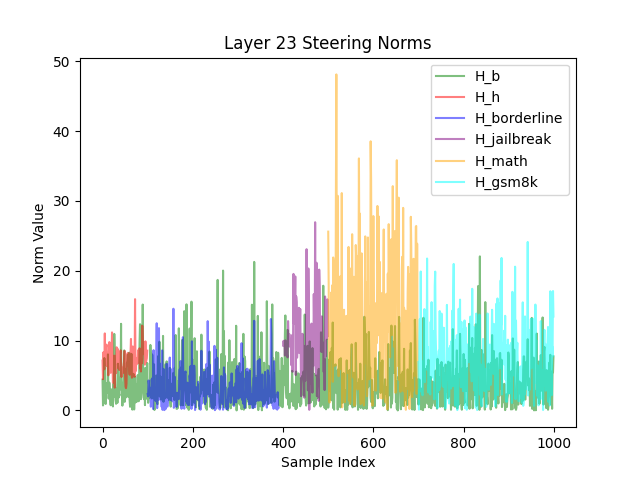 Layer 23 Steering Norms
50
40
30
20
10
0
Norm Value
0
200
400
600
800
1000
Sample Index
H_b
H_h
H_borderline
H_jailbreak
H_math
H_gsm8k